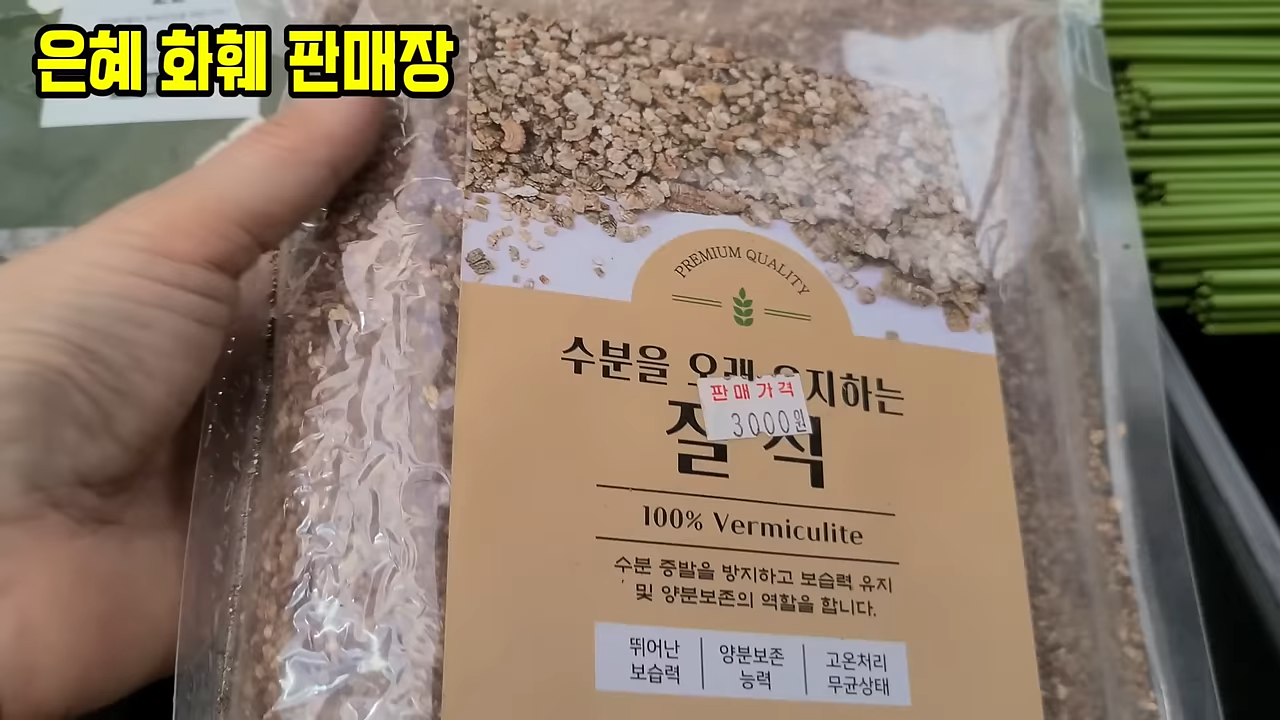 은혜 화훼 판매장
PREMIUM QUALITY
수분을 오래 유지하는
판매가격
3000원
질석
100% Vermiculite
수분 증발을 방지하고 보습력 유지
및 양분보존의 역할을 합니다.
뛰어난
보습력
양분보존
능력
고온처리
무균상태